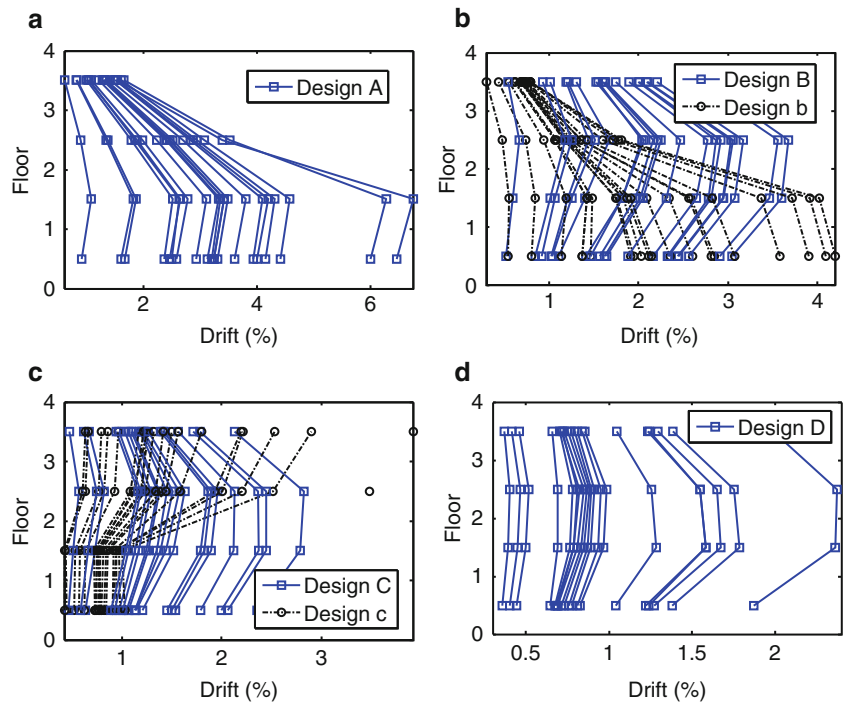 a
4
3
2
1
0
Floor
2
4
6
Drift (%)
Design A
b
4
3
2
1
0
Floor
1
2
3
4
Drift (%)
Design B
Design b
c
4
3
2
1
0
Floor
1
2
3
Drift (%)
Design C
Design c
d
4
3
2
1
0
Floor
0.5
1
1.5
2
Drift (%)
Design D